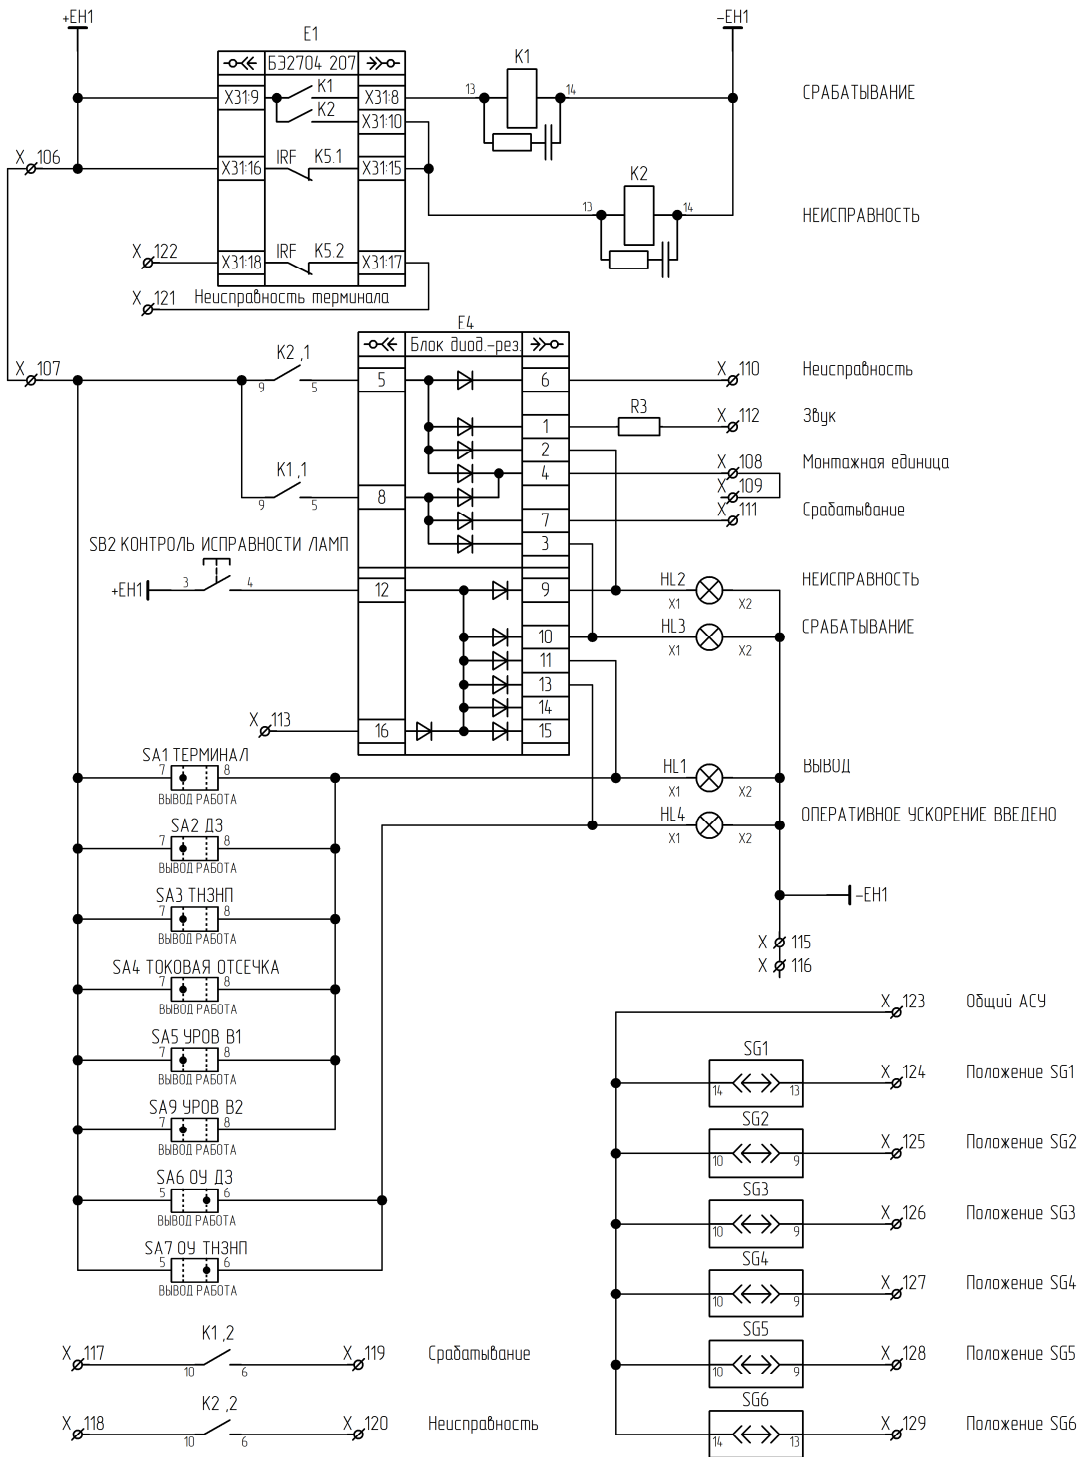 +EH1
-EH1
E1
БЭ2704 207
X31:9 K1 X31:8
K2 X31:10
X31:16 IRF K5.1 X31:15
X31:18 IRF K5.2 X31:17
K1
13 14
СРАБАТЫВАНИЕ
X 106
K2
13 14
НЕИСПРАВНОСТЬ
X 122
X 121
Неисправность терминала
E4
Блок диод.-рез.
X 107
K2 ,1
9 5
5 6
X 110 Неисправность
1 R3 X 112 Звук
2
4 X 108 Монтажная единица
X 109
K1 ,1
9 5
8
7 X 111 Срабатывание
3
SB2 КОНТРОЛЬ ИСПРАВНОСТИ ЛАМП
+EH1 3 4
12 9
HL2 X1 X2 НЕИСПРАВНОСТЬ
10 HL3 X1 X2 СРАБАТЫВАНИЕ
11
13
14
X 113
16 15
SA1 ТЕРМИНАЛ
7 8
ВЫВОД РАБОТА
HL1 X1 X2 ВЫВОД
HL4 X1 X2 ОПЕРАТИВНОЕ УСКОРЕНИЕ ВВЕДЕНО
SA2 ДЗ
7 8
ВЫВОД РАБОТА
SA3 ТНЗНП
7 8
ВЫВОД РАБОТА
-EH1
X 115
X 116
SA4 ТОКОВАЯ ОТСЕЧКА
7 8
ВЫВОД РАБОТА
SA5 УРОВ В1
7 8
ВЫВОД РАБОТА
SA9 УРОВ В2
7 8
ВЫВОД РАБОТА
SA6 ОУ ДЗ
5 6
ВЫВОД РАБОТА
SA7 ОУ ТНЗНП
5 6
ВЫВОД РАБОТА
X 123 Общий АСУ
SG1
14 13
X 124 Положение SG1
SG2
10 9
X 125 Положение SG2
SG3
10 9
X 126 Положение SG3
SG4
10 9
X 127 Положение SG4
SG5
10 9
X 128 Положение SG5
SG6
14 13
X 129 Положение SG6
K1 ,2
X 117 10 6 X 119 Срабатывание
K2 ,2
X 118 10 6 X 120 Неисправность